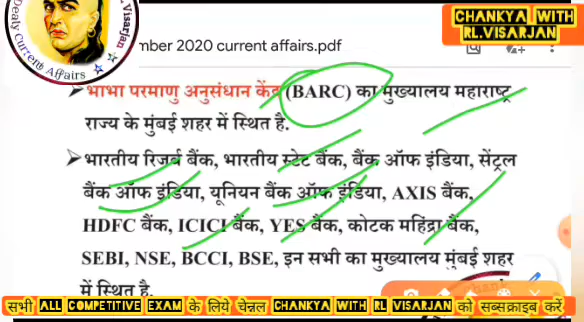 CHANKYA WITH
RL.VISARJAN
Visarjan
Current Affairs
mber 2020 current affairs.pdf
➤भाभा परमाणु अनुसंधान केंद्र (BARC) का मुख्यालय महाराष्ट्र
राज्य के मुंबई शहर में स्थित है.
➤भारतीय रिजर्व बैंक, भारतीय स्टेट बैंक, बैंक ऑफ इंडिया, सेंट्रल
बैंक ऑफ इंडिया, यूनियन बैंक ऑफ इंडिया, AXIS बैंक,
HDFC बैंक, ICICI बैंक, YES बैंक, कोटक महिंद्रा बैंक,
SEBI, NSE, BCCI, BSE, इन सभी का मुख्यालय मुंबई शहर
में स्थित है.
सभी ALL COMPETITIVE EXAM के लिये चेन्नल CHANKYA WITH RL VISARJAN को सब्सक्राइब करें